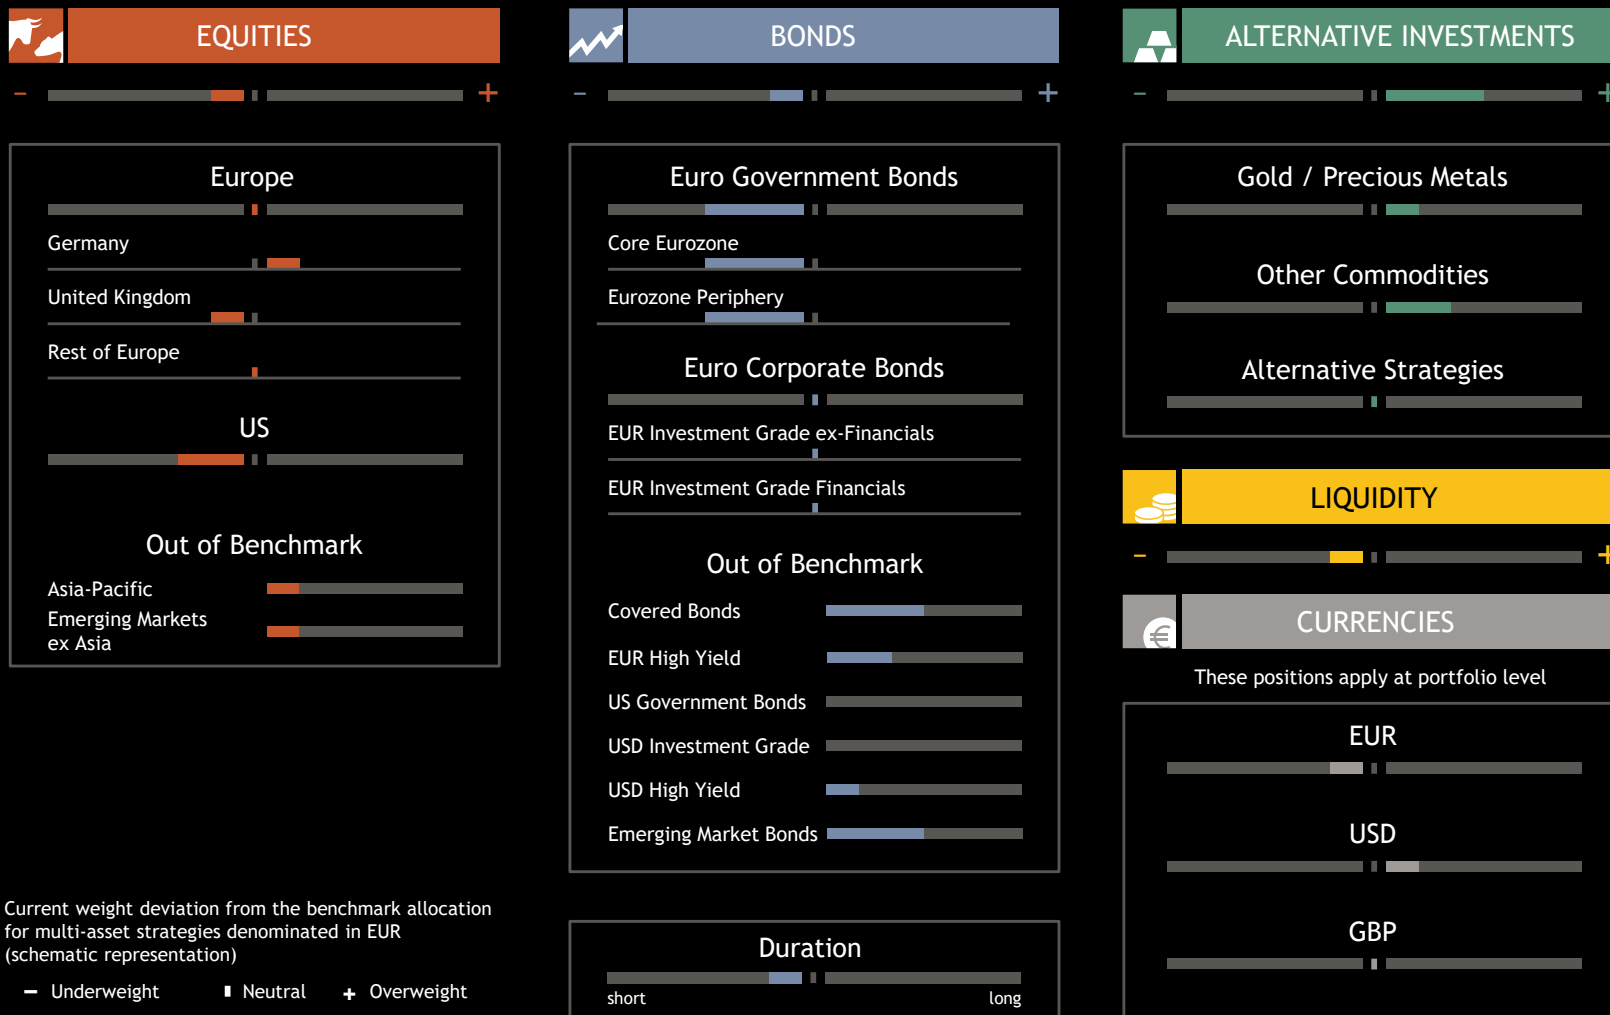 EQUITIES
– +
Europe
Germany
United Kingdom
Rest of Europe
US
Out of Benchmark
Asia-Pacific
Emerging Markets
ex Asia
Current weight deviation from the benchmark allocation
for multi-asset strategies denominated in EUR
(schematic representation)
– Underweight Neutral + Overweight
BONDS
– +
Euro Government Bonds
Core Eurozone
Eurozone Periphery
Euro Corporate Bonds
EUR Investment Grade ex-Financials
EUR Investment Grade Financials
Out of Benchmark
Covered Bonds
EUR High Yield
US Government Bonds
USD Investment Grade
USD High Yield
Emerging Market Bonds
Duration
short long
ALTERNATIVE INVESTMENTS
– +
Gold / Precious Metals
Other Commodities
Alternative Strategies
LIQUIDITY
– +
€ CURRENCIES
These positions apply at portfolio level
EUR
USD
GBP